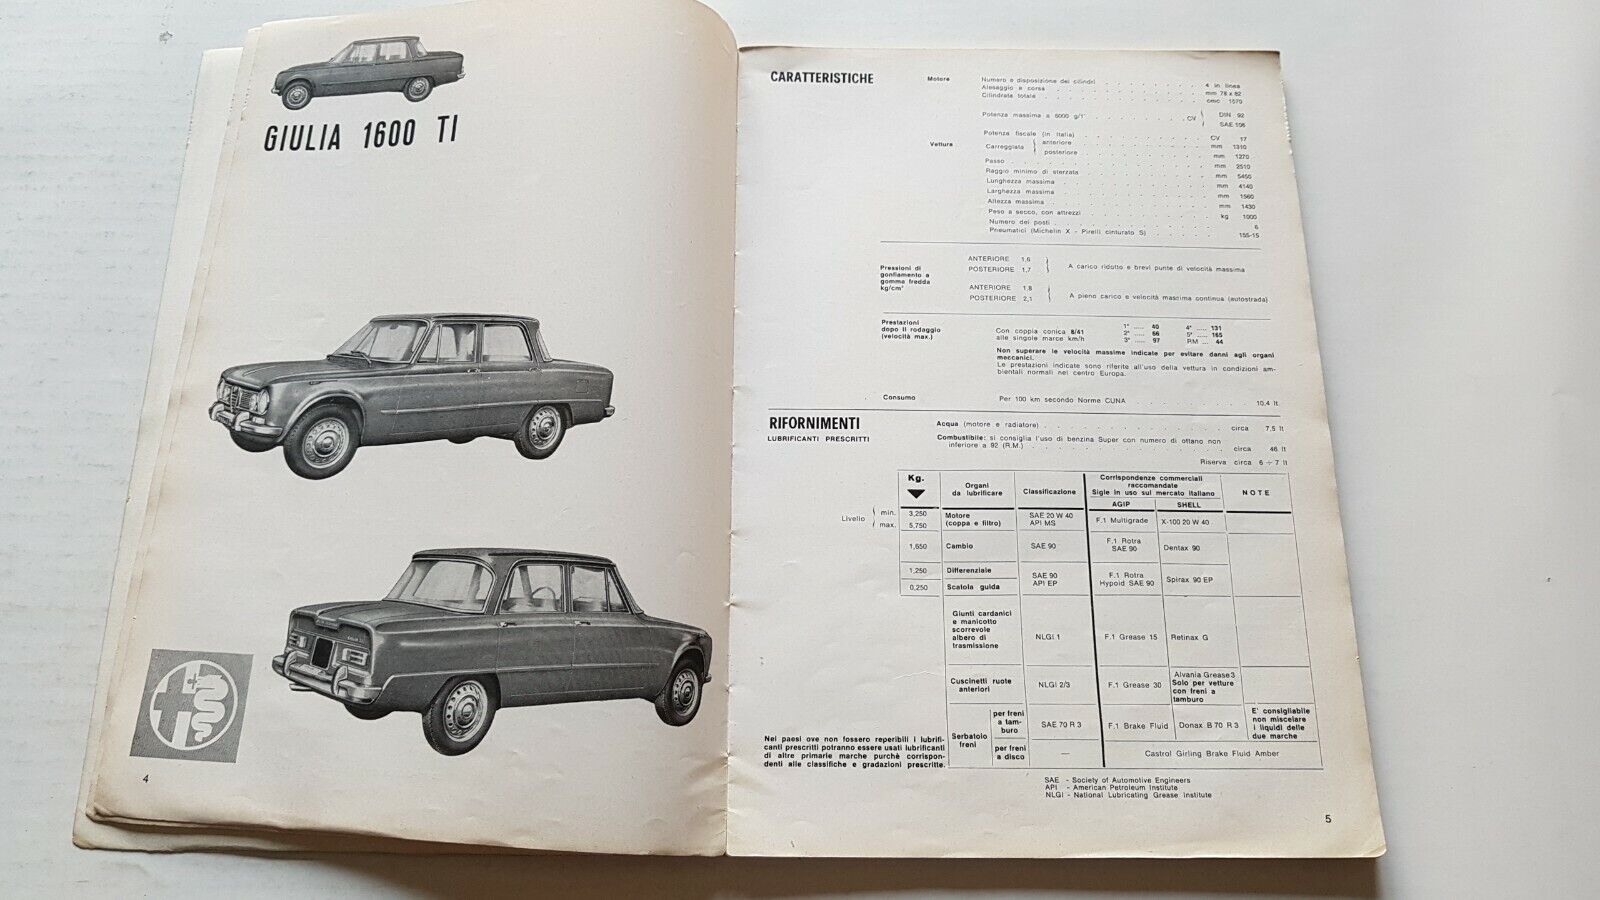 GIULIA 1600 TI
4
CARATTERISTICHE
Motore
Numero e disposizione dei cilindri 4 in linea
Alesaggio e corsa mm 78 x 82
Cilindrata totale cmc 1570
Potenza massima a 6000 g/1' CV DIN 92
SAE 106
Potenza fiscale (in Italia) CV 17
Vettura
Carreggiata anteriore mm 1310
posteriore mm 1270
Passo mm 2510
Raggio minimo di sterzata mm 5450
Lunghezza massima mm 4140
Larghezza massima mm 1560
Altezza massima mm 1430
Peso a secco, con attrezzi kg 1000
Numero dei posti 6
Pneumatici (Michelin X - Pirelli cinturato S) 155-15
Pressioni di
gonfiamento a
gomma fredda
kg/cm²
ANTERIORE 1,6
POSTERIORE 1,7
A carico ridotto e brevi punte di velocità massima
ANTERIORE 1,8
POSTERIORE 2,1
A pieno carico e velocità massima continua (autostrada)
Prestazioni
dopo il rodaggio
(velocità max.)
Con coppia conica 8/41
alle singole marce km/h
1ª ..... 40 4ª ..... 131
2ª ..... 66 5ª ..... 165
3ª ..... 97 RM ... 44
Non superare le velocità massime indicate per evitare danni agli organi
meccanici.
Le prestazioni indicate sono riferite all'uso della vettura in condizioni am-
bientali normali nel centro Europa.
Consumo
Per 100 km secondo Norme CUNA 10,4 lt
RIFORNIMENTI
LUBRIFICANTI PRESCRITTI
Acqua (motore e radiatore) circa 7,5 lt
Combustibile: si consiglia l'uso di benzina Super con numero di ottano non
inferiore a 92 (R.M.) circa 46 lt
Riserva circa 6 ÷ 7 lt
Kg.
Organi
da lubrificare
Classificazione
Corrispondenze commerciali
raccomandate
Sigle in uso sul mercato italiano
AGIP SHELL
NOTE
Livello
min. 3,250
max. 5,750
Motore
(coppa e filtro)
SAE 20 W 40
API MS
F.1 Multigrade
X-100 20 W 40
1,650 Cambio SAE 90
F.1 Rotra
SAE 90
Dentax 90
1,250 Differenziale
0,250 Scatola guida
SAE 90
API EP
F.1 Rotra
Hypoid SAE 90
Spirax 90 EP
Giunti cardanici
e manicotto
scorrevole
albero di
trasmissione
NLGI 1
F.1 Grease 15
Retinax G
Cuscinetti ruote
anteriori
NLGI 2/3
F.1 Grease 30
Alvania Grease 3
Solo per vetture
con freni a
tamburo
Serbatoio
freni
per freni
a tam-
buro
SAE 70 R 3
F.1 Brake Fluid
Donax B 70 R 3
E' consigliabile
non miscelare
i liquidi delle
due marche
per freni
a disco
—
Castrol Girling Brake Fluid Amber
Nei paesi ove non fossero reperibili i lubrifi-
canti prescritti potranno essere usati lubrificanti
di altre primarie marche purchè corrispon-
denti alle classifiche e gradazioni prescritte.
SAE - Society of Automotive Engineers
API - American Petroleum Institute
NLGI - National Lubricating Grease Institute
5